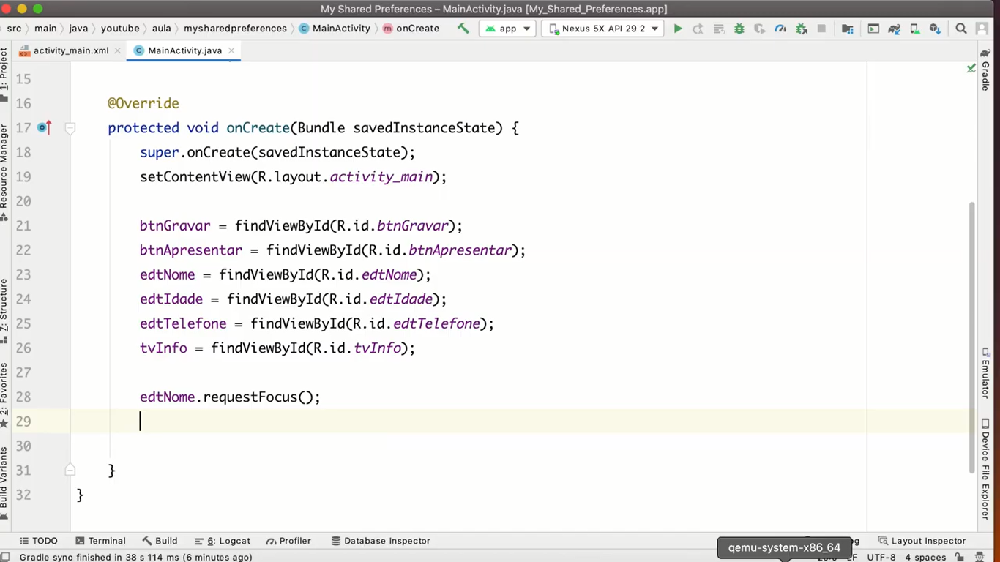 My Shared Preferences – MainActivity.java [My_Shared_Preferences.app]
src main java youtube aula mysharedpreferences MainActivity onCreate app Nexus 5X API 29 2
activity_main.xml MainActivity.java
1: Project
Resource Manager
7: Structure
2: Favorites
Build Variants
15
16 @Override
17 protected void onCreate(Bundle savedInstanceState) {
18 super.onCreate(savedInstanceState);
19 setContentView(R.layout.activity_main);
20
21 btnGravar = findViewById(R.id.btnGravar);
22 btnApresentar = findViewById(R.id.btnApresentar);
23 edtNome = findViewById(R.id.edtNome);
24 edtIdade = findViewById(R.id.edtIdade);
25 edtTelefone = findViewById(R.id.edtTelefone);
26 tvInfo = findViewById(R.id.tvInfo);
27
28 edtNome.requestFocus();
29
30
31 }
32 }
Gradle
Emulator
Device File Explorer
TODO Terminal Build 6: Logcat Profiler Database Inspector Layout Inspector
qemu-system-x86_64
Gradle sync finished in 38 s 114 ms (6 minutes ago) LF UTF-8 4 spaces